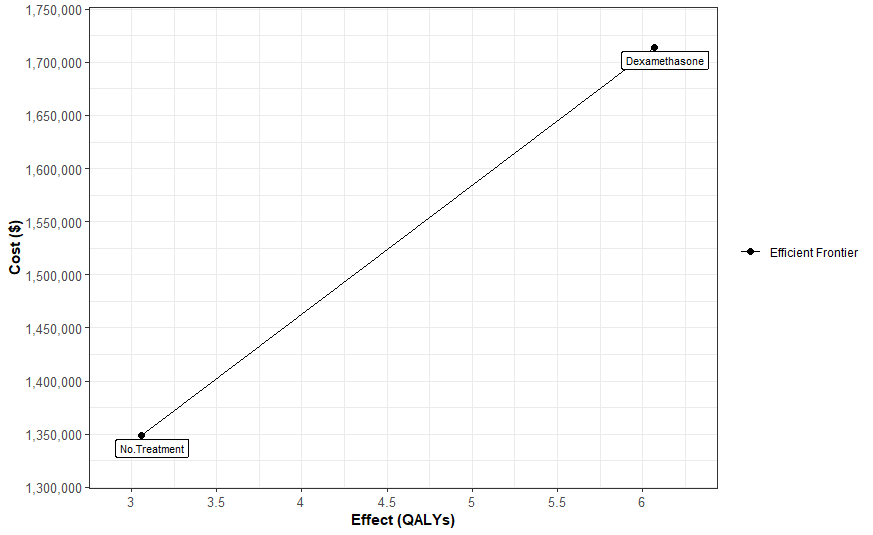 1,750,000
1,700,000
1,650,000
1,600,000
1,550,000
1,500,000
1,450,000
1,400,000
1,350,000
1,300,000
Cost ($)
Dexamethasone
No.Treatment
3 3.5 4 4.5 5 5.5 6
Effect (QALYs)
Efficient Frontier